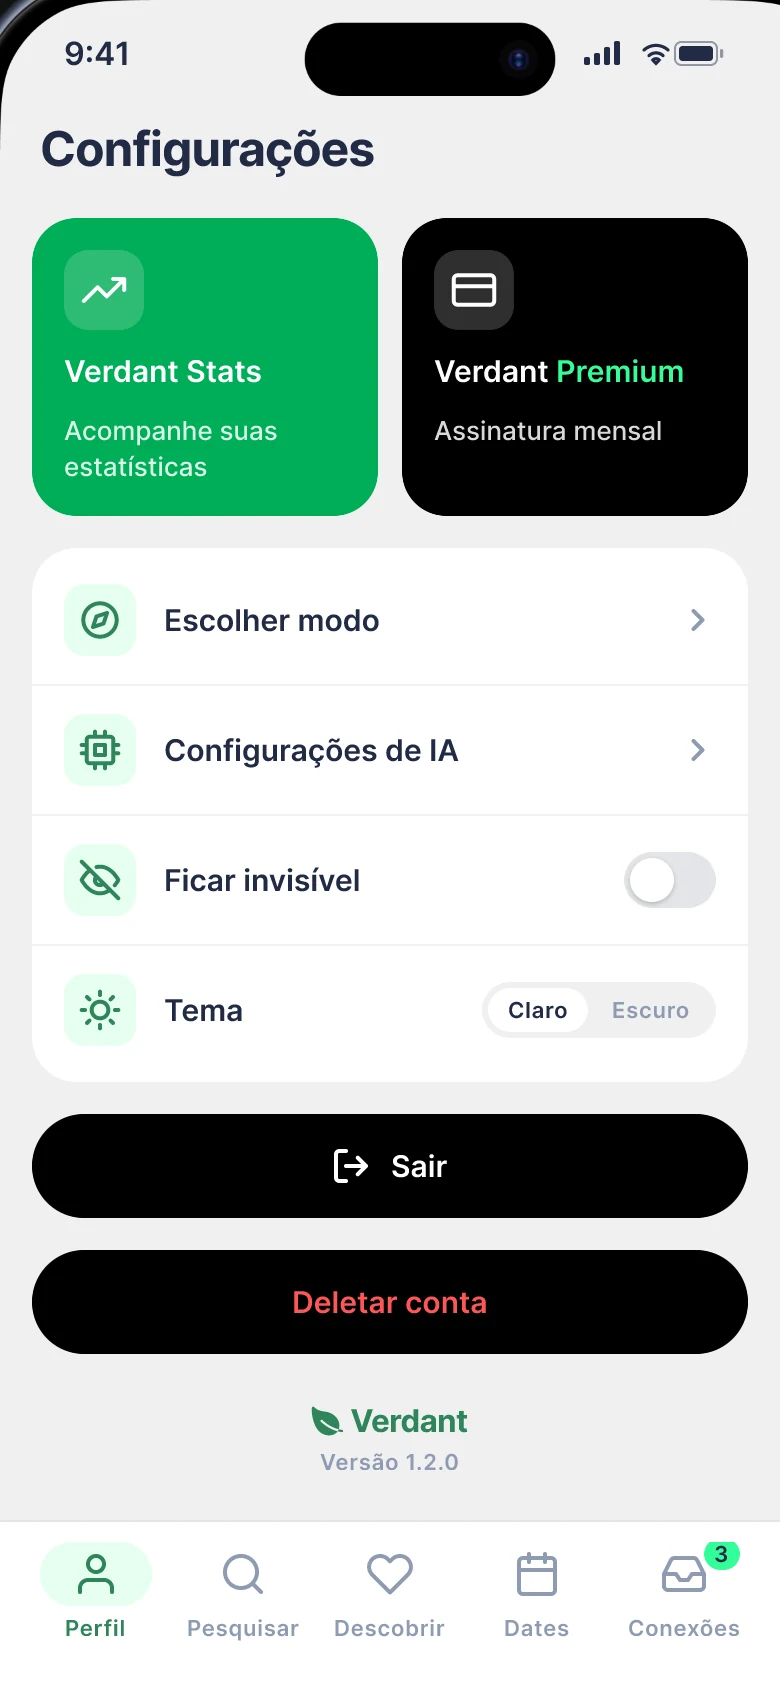 9:41
Configurações
Verdant Stats
Acompanhe suas
estatísticas
Verdant Premium
Assinatura mensal
Escolher modo
Configurações de IA
Ficar invisível
Tema
Claro
Escuro
Sair
Deletar conta
Verdant
Versão 1.2.0
3
Perfil
Pesquisar
Descobrir
Dates
Conexões